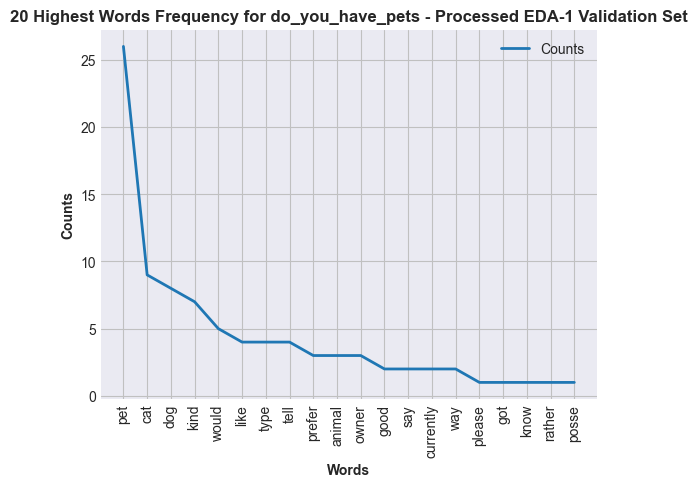 20 Highest Words Frequency for do_you_have_pets - Processed EDA-1 Validation Set
Counts
25
20
15
10
5
0
Counts
pet
cat
dog
kind
would
like
type
tell
prefer
animal
owner
good
say
currently
way
please
got
know
rather
posse
Words